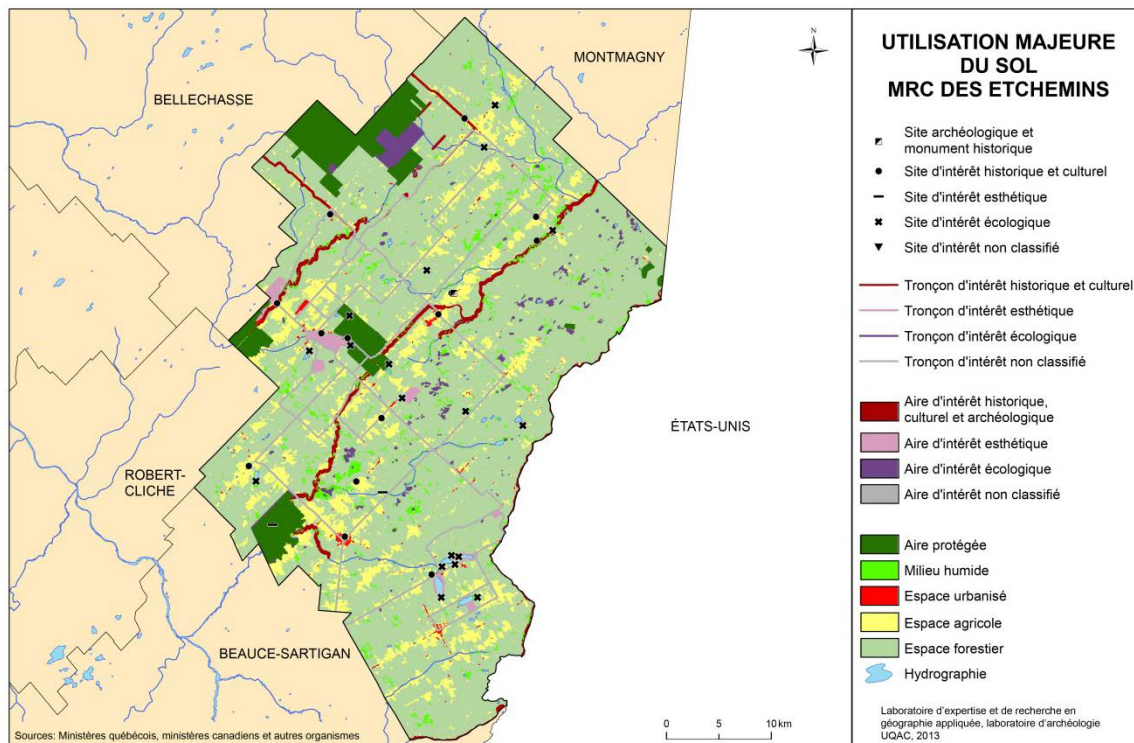 MONTMAGNY
BELLECHASSE
N
ÉTATS-UNIS
ROBERT-
CLICHE
BEAUCE-SARTIGAN
0 5 10 km
Sources: Ministères québécois, ministères canadiens et autres organismes
UTILISATION MAJEURE
DU SOL
MRC DES ETCHEMINS
Site archéologique et
monument historique
Site d'intérêt historique et culturel
Site d'intérêt esthétique
Site d'intérêt écologique
Site d'intérêt non classifié
Tronçon d'intérêt historique et culturel
Tronçon d'intérêt esthétique
Tronçon d'intérêt écologique
Tronçon d'intérêt non classifié
Aire d'intérêt historique,
culturel et archéologique
Aire d'intérêt esthétique
Aire d'intérêt écologique
Aire d'intérêt non classifié
Aire protégée
Milieu humide
Espace urbanisé
Espace agricole
Espace forestier
Hydrographie
Laboratoire d'expertise et de recherche en
géographie appliquée, laboratoire d'archéologie
UQAC, 2013